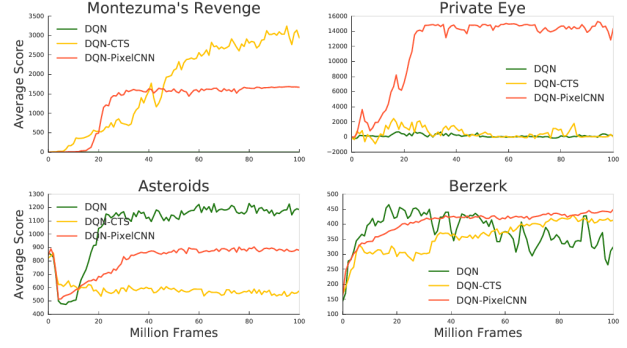 Montezuma's Revenge
Average Score
3500
3000
2500
2000
1500
1000
500
0
0 20 40 60 80 100
DQN
DQN-CTS
DQN-PixelCNN
Private Eye
16000
14000
12000
10000
8000
6000
4000
2000
0
−2000
0 20 40 60 80 100
DQN
DQN-CTS
DQN-PixelCNN
Asteroids
Average Score
1300
1200
1100
1000
900
800
700
600
500
400
0 20 40 60 80 100
DQN
DQN-CTS
DQN-PixelCNN
Million Frames
Berzerk
500
450
400
350
300
250
200
150
100
0 20 40 60 80 100
DQN
DQN-CTS
DQN-PixelCNN
Million Frames